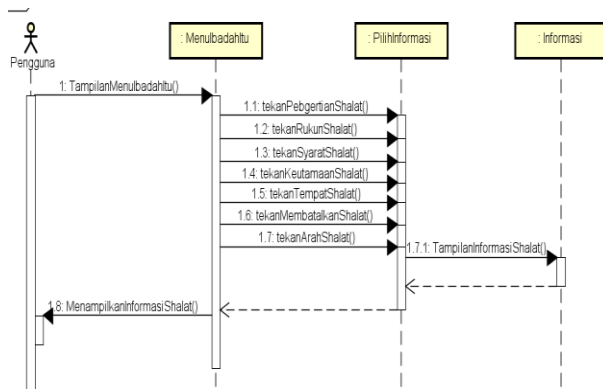 : MenuIbadahItu
: PilihInformasi
: Informasi
Pengguna
1: TampilanMenuIbadahItu()
1.1: tekanPebgertianShalat()
1.2: tekanRukunShalat()
1.3: tekanSyaratShalat()
1.4: tekanKeutamaanShalat()
1.5: tekanTempatShalat()
1.6: tekanMembatalkanShalat()
1.7: tekanArahShalat()
1.7.1: TampilanInformasiShalat()
1.8: MenampilkanInformasiShalat()